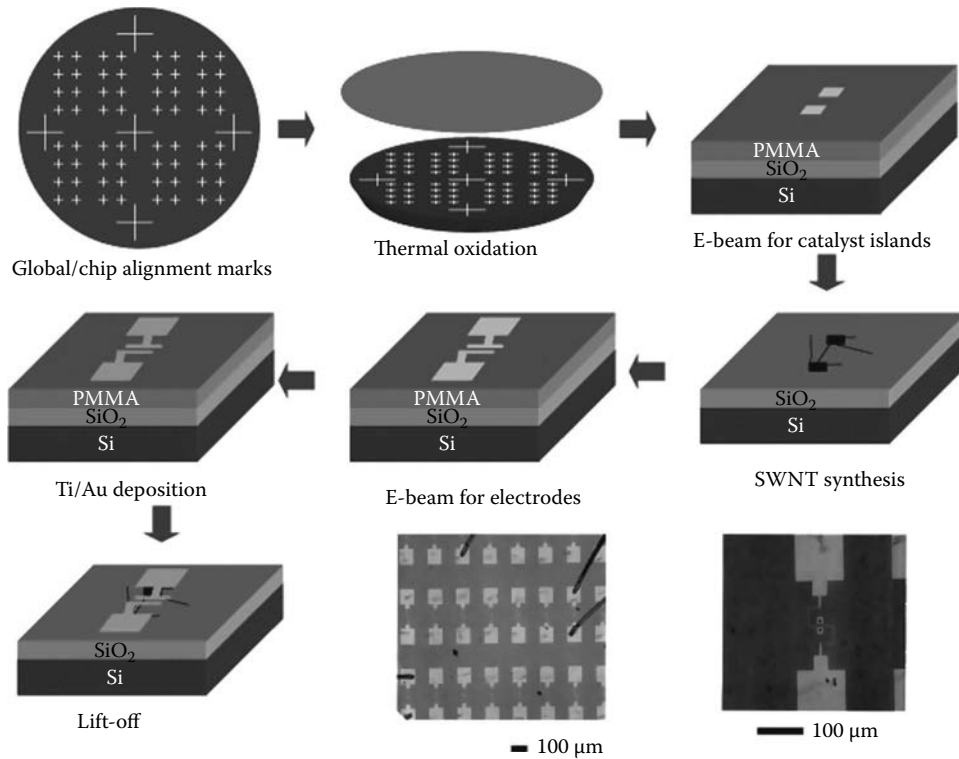 Global/chip alignment marks
Thermal oxidation
PMMA
SiO₂
Si
E-beam for catalyst islands
PMMA
SiO₂
Si
Ti/Au deposition
PMMA
SiO₂
Si
E-beam for electrodes
SiO₂
Si
SWNT synthesis
SiO₂
Si
Lift-off
100 µm
100 µm